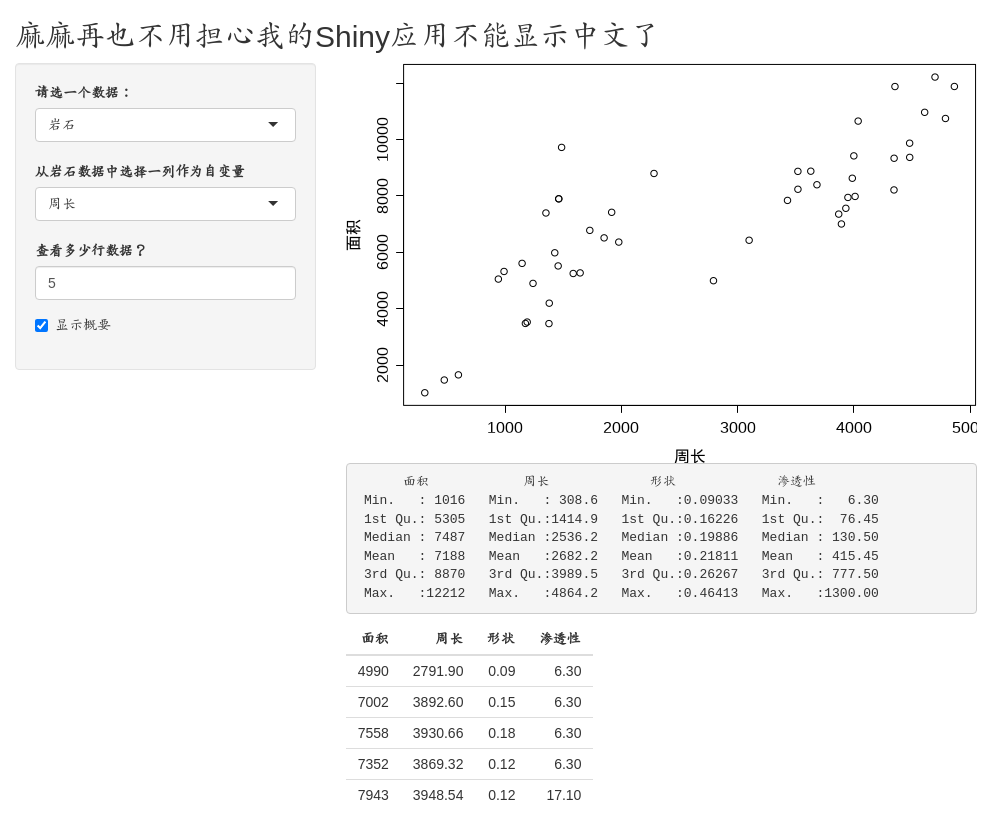 麻麻再也不用担心我的Shiny应用不能显示中文了
请选一个数据：
岩石
从岩石数据中选择一列作为自变量
周长
查看多少行数据？
5
显示概要
面积
2000 4000 6000 8000 10000
1000 2000 3000 4000 500
周长
面积 周长 形状 渗透性
Min. : 1016 Min. : 308.6 Min. :0.09033 Min. : 6.30
1st Qu.: 5305 1st Qu.:1414.9 1st Qu.:0.16226 1st Qu.: 76.45
Median : 7487 Median :2536.2 Median :0.19886 Median : 130.50
Mean : 7188 Mean :2682.2 Mean :0.21811 Mean : 415.45
3rd Qu.: 8870 3rd Qu.:3989.5 3rd Qu.:0.26267 3rd Qu.: 777.50
Max. :12212 Max. :4864.2 Max. :0.46413 Max. :1300.00
面积 周长 形状 渗透性
4990 2791.90 0.09 6.30
7002 3892.60 0.15 6.30
7558 3930.66 0.18 6.30
7352 3869.32 0.12 6.30
7943 3948.54 0.12 17.10